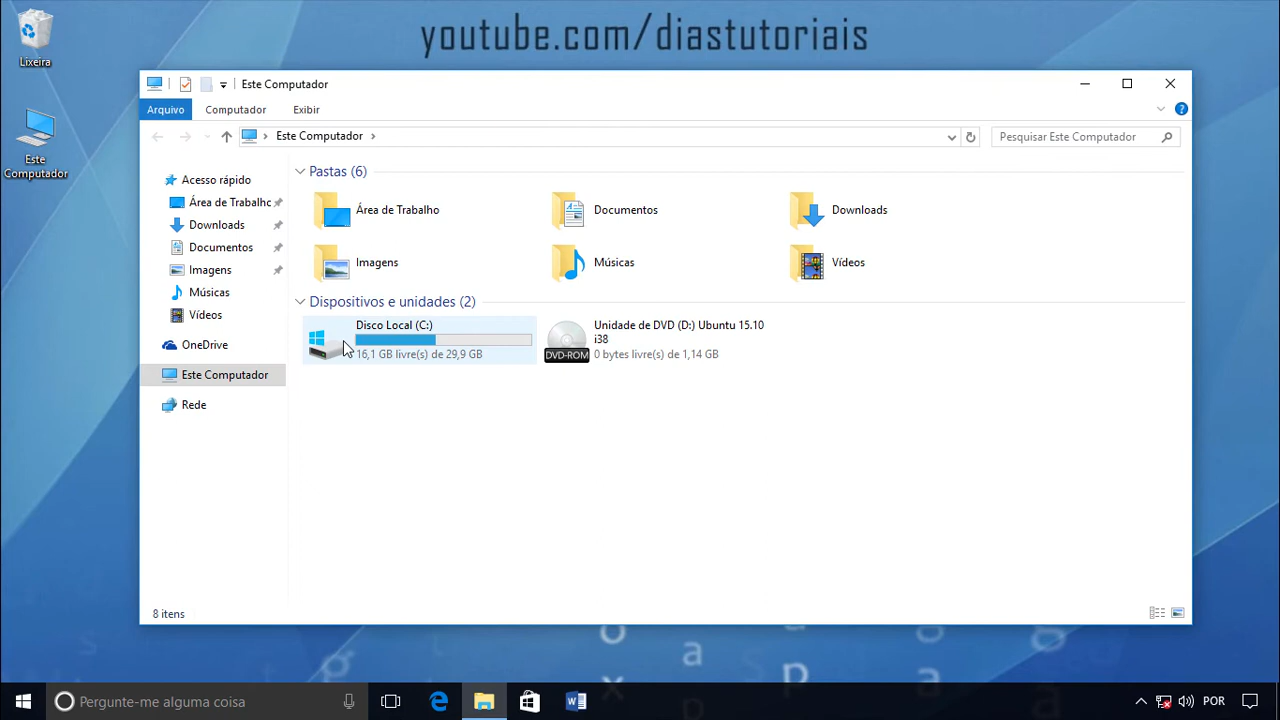 youtube.com/diastutoriais
Lixeira
Este
Computador
Este Computador
Arquivo
Computador
Exibir
Este Computador
Pesquisar Este Computador
Acesso rápido
Área de Trabalho
Downloads
Documentos
Imagens
Músicas
Vídeos
OneDrive
Este Computador
Rede
Pastas (6)
Área de Trabalho
Documentos
Downloads
Imagens
Músicas
Vídeos
Dispositivos e unidades (2)
Disco Local (C:)
16,1 GB livre(s) de 29,9 GB
Unidade de DVD (D:) Ubuntu 15.10
i38
0 bytes livre(s) de 1,14 GB
DVD-ROM
8 itens
Pergunte-me alguma coisa
POR